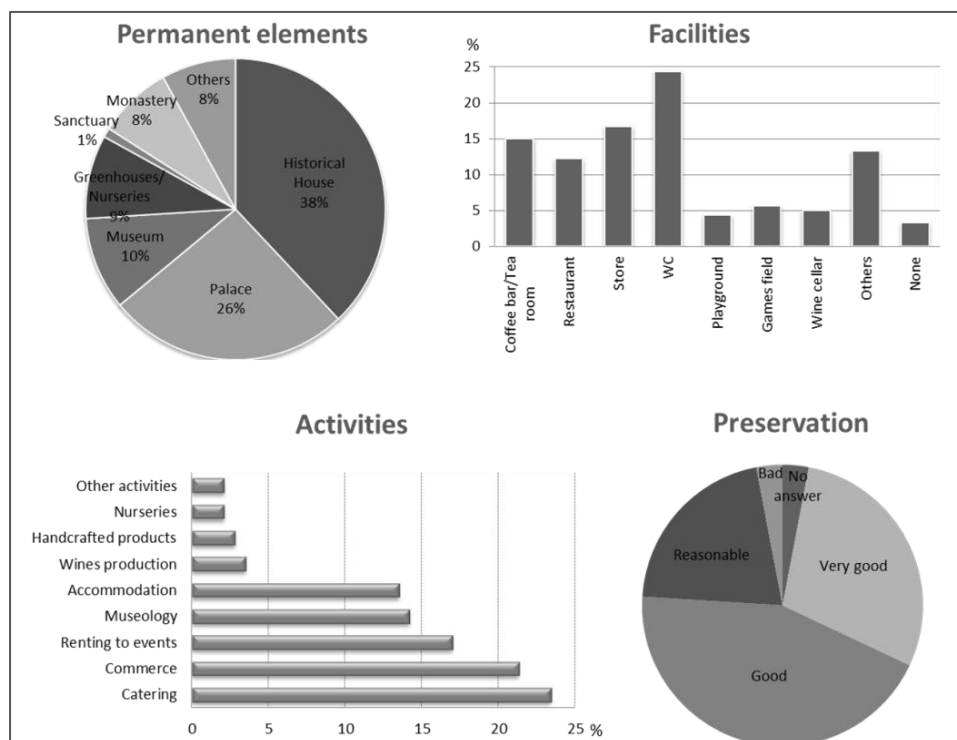 Permanent elements
Others
8%
Monastery
8%
Sanctuary
1%
Greenhouses/
Nurseries
9%
Museum
10%
Palace
26%
Historical
House
38%
Facilities
%
25
20
15
10
5
0
Coffee bar/Tea
room
Restaurant
Store
WC
Playground
Games field
Wine cellar
Others
None
Activities
Other activities
Nurseries
Handcrafted products
Wines production
Accommodation
Museology
Renting to events
Commerce
Catering
0 5 10 15 20 25 %
Preservation
Bad
No
answer
Very good
Reasonable
Good